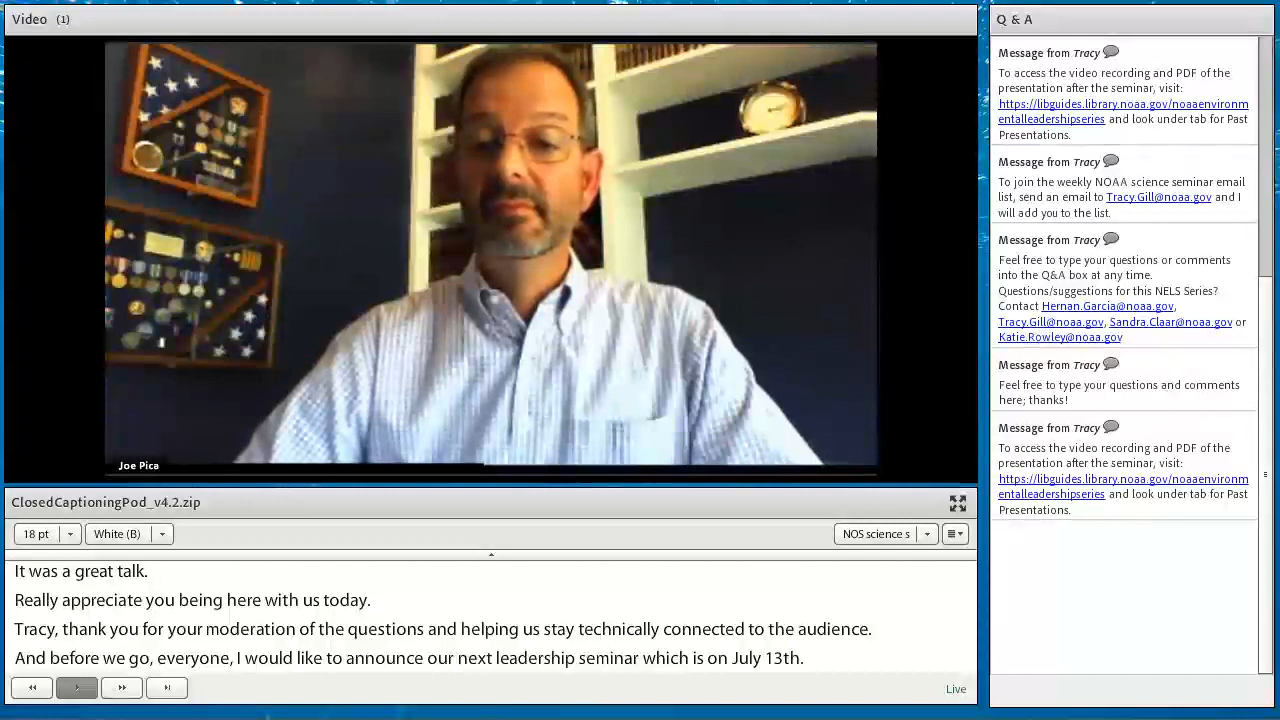 Video (1)
Joe Pica
ClosedCaptioningPod_v4.2.zip
18 pt
White (B)
NOS science s
It was a great talk.
Really appreciate you being here with us today.
Tracy, thank you for your moderation of the questions and helping us stay technically connected to the audience.
And before we go, everyone, I would like to announce our next leadership seminar which is on July 13th.
Live
Q & A
Message from Tracy
To access the video recording and PDF of the
presentation after the seminar, visit:
https://libguides.library.noaa.gov/noaaenvironm
entalleadershipseries and look under tab for Past
Presentations.
Message from Tracy
To join the weekly NOAA science seminar email
list, send an email to Tracy.Gill@noaa.gov and I
will add you to the list.
Message from Tracy
Feel free to type your questions or comments
into the Q&A box at any time.
Questions/suggestions for this NELS Series?
Contact Hernan.Garcia@noaa.gov,
Tracy.Gill@noaa.gov, Sandra.Claar@noaa.gov or
Katie.Rowley@noaa.gov
Message from Tracy
Feel free to type your questions and comments
here; thanks!
Message from Tracy
To access the video recording and PDF of the
presentation after the seminar, visit:
https://libguides.library.noaa.gov/noaaenvironm
entalleadershipseries and look under tab for Past
Presentations.